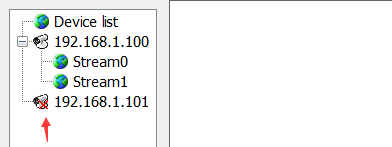 Device list
192.168.1.100
Stream0
Stream1
192.168.1.101